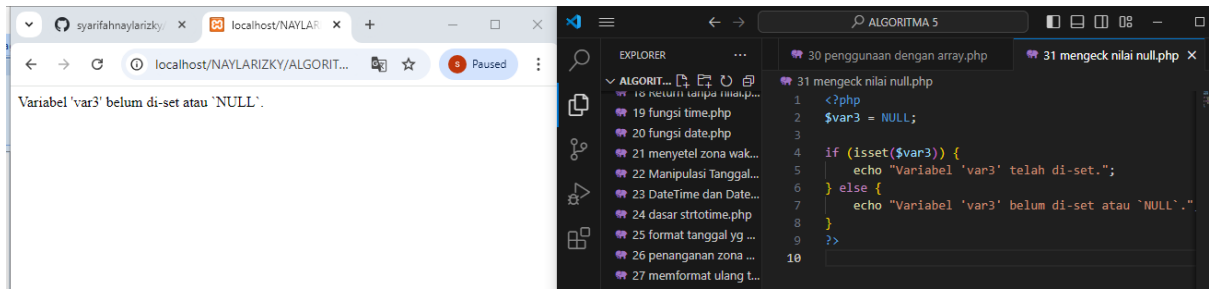 syarifahnaylarizky/
localhost/NAYLAR
localhost/NAYLARIZKY/ALGORIT...
s Paused
Variabel 'var3' belum di-set atau `NULL`.
ALGORITMA 5
EXPLORER
ALGORIT...
18 Return tanpa nilai.p...
19 fungsi time.php
20 fungsi date.php
21 menyetel zona wak...
22 Manipulasi Tanggal...
23 DateTime dan Date...
24 dasar strtotime.php
25 format tanggal yg ...
26 penanganan zona ...
27 memformat ulang t...
30 penggunaan dengan array.php
31 mengeck nilai null.php
31 mengeck nilai null.php
1 <?php
2 $var3 = NULL;
3
4 if (isset($var3)) {
5 echo "Variabel 'var3' telah di-set.";
6 } else {
7 echo "Variabel 'var3' belum di-set atau `NULL`."
8 }
9 ?>
10